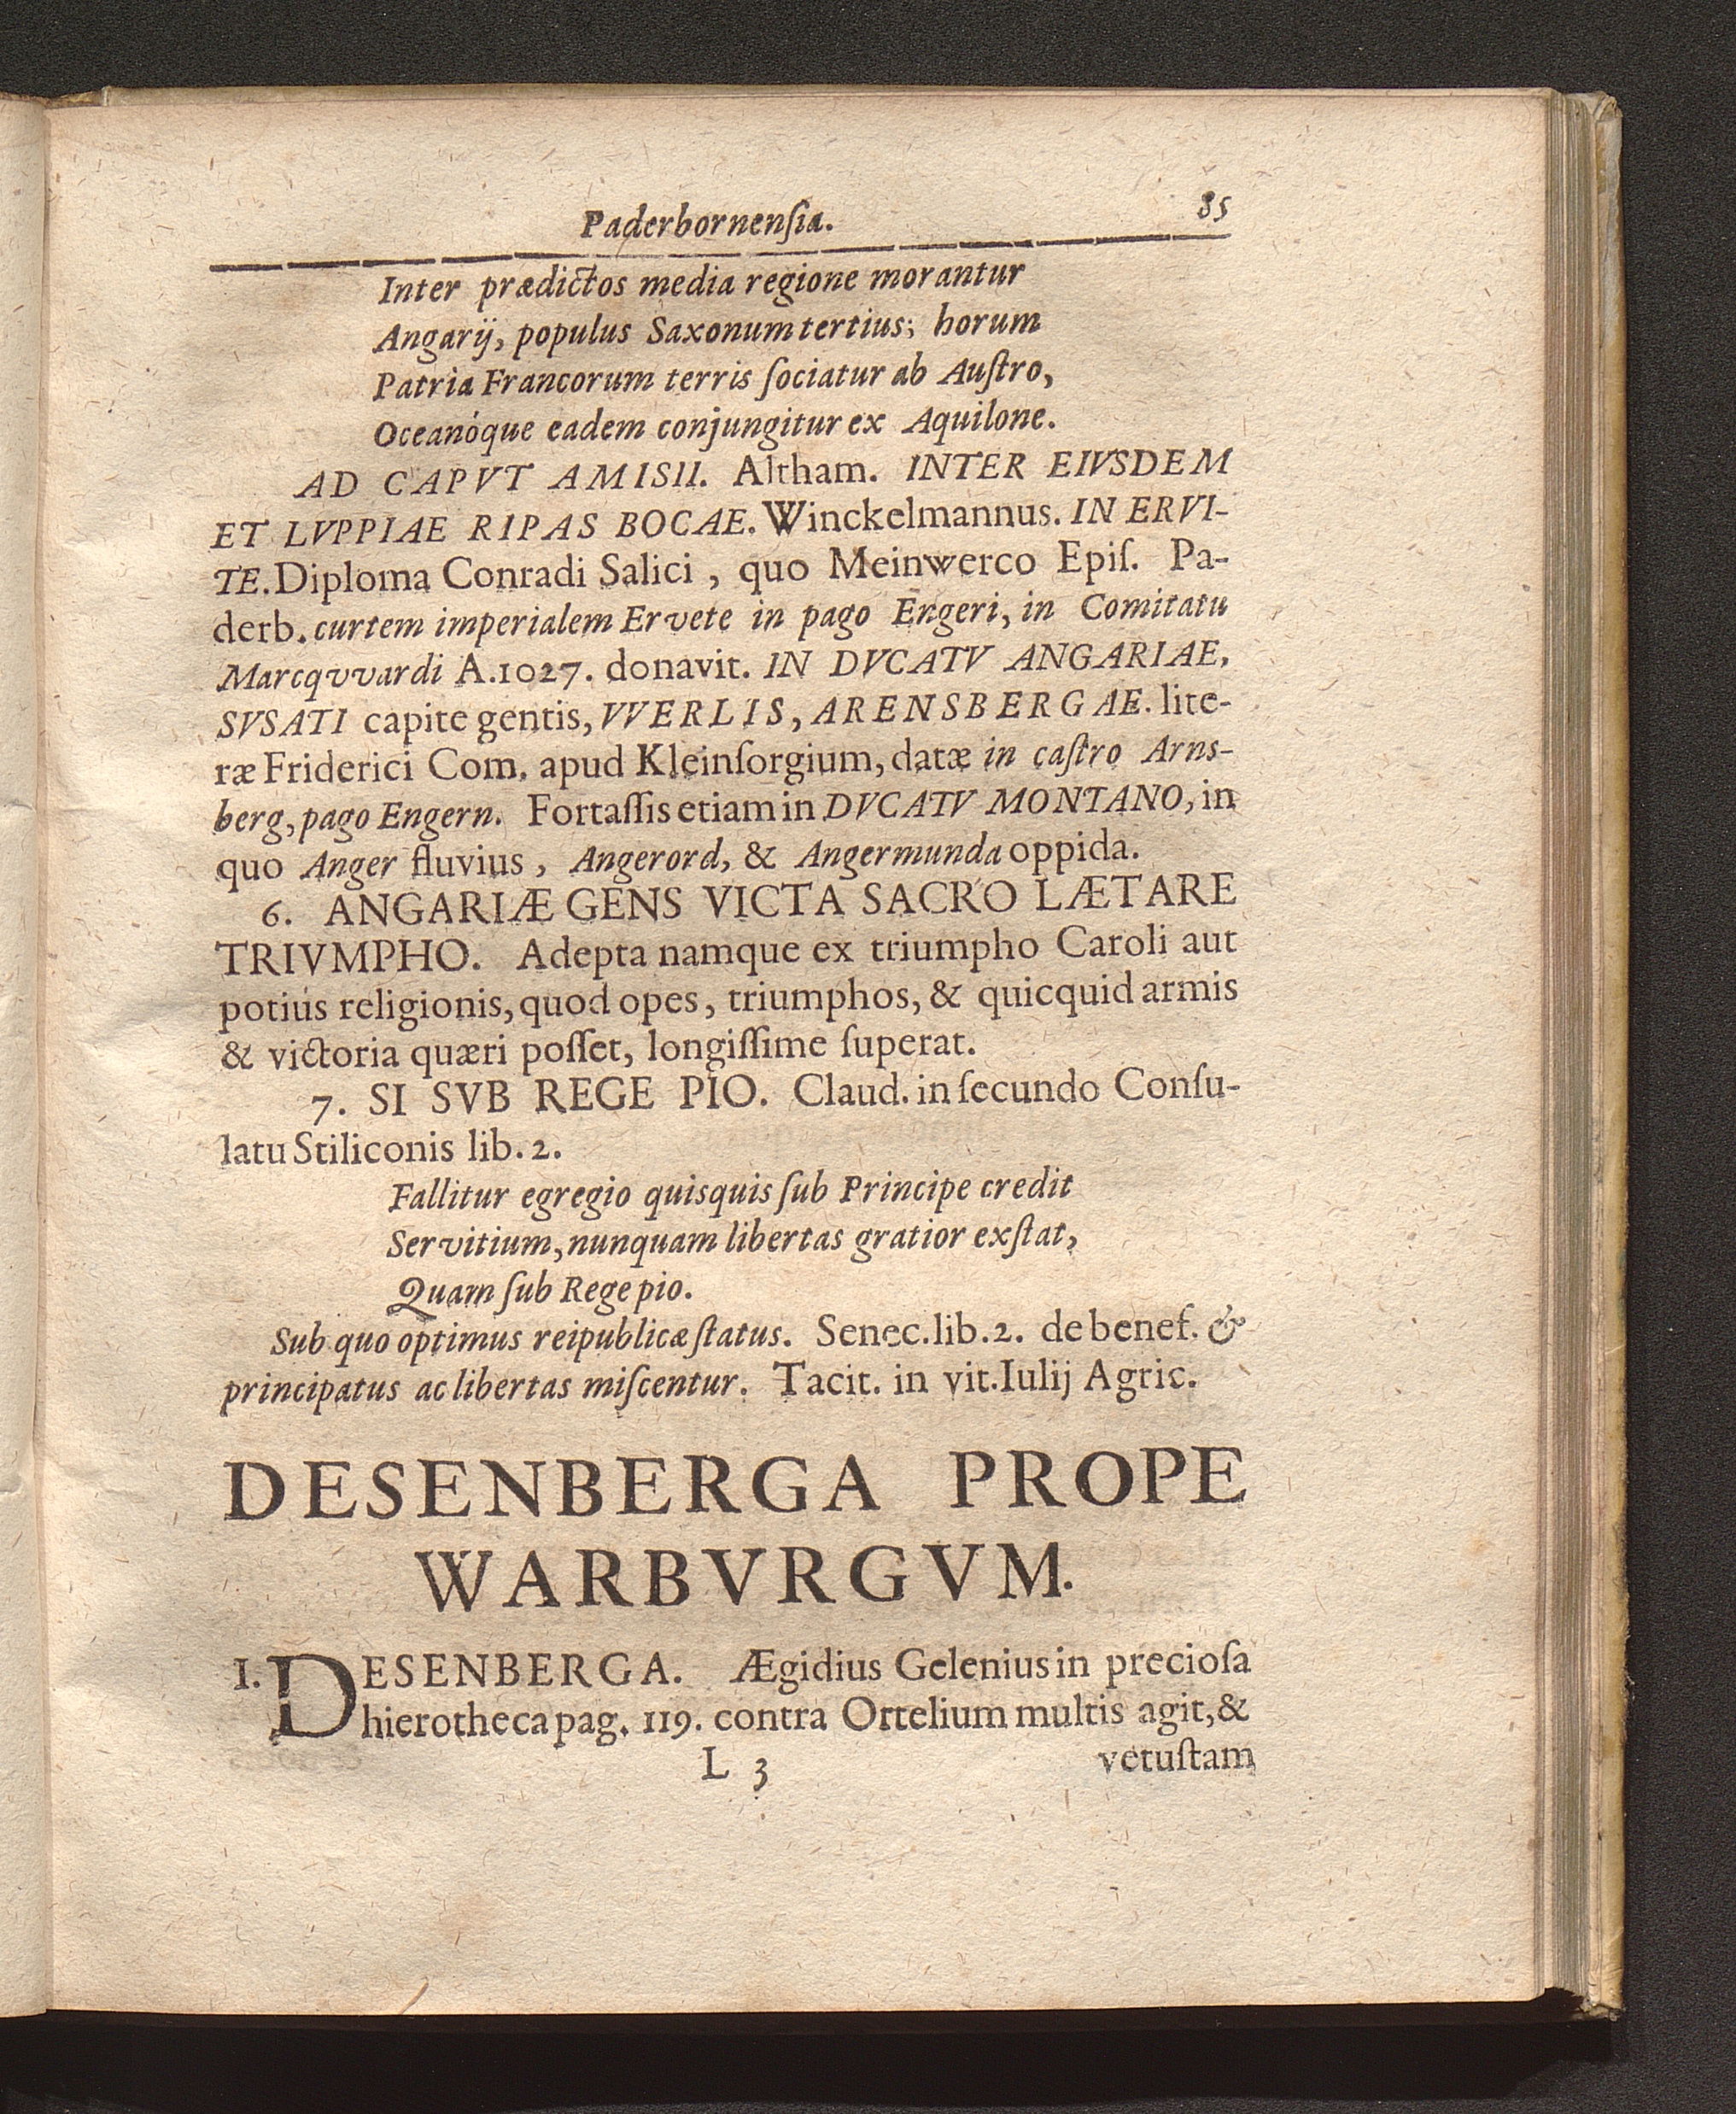 Paderbornenſia. 85
Inter prædictos media regione morantur
Angarij, populus Saxonum tertius; horum
Patria Francorum terris ſociatur ab Auſtro,
Oceanóque eadem conjungitur ex Aquilone.
AD CAPVT AMISII. Altham. INTER EIVSDEM
ET LVPPIAE RIPAS BOCAE. Winckelmannus. IN ERVI-
TE. Diploma Conradi Salici, quo Meinwerco Epiſ. Pa-
derb. curtem imperialem Ervete in pago Engeri, in Comitatu
Marcqvvardi A. 1027. donavit. IN DVCATV ANGARIAE,
SVSATI capite gentis, VVERLIS, ARENSBERGAE. lite-
ræ Friderici Com. apud Kleinſorgium, datæ in caſtro Arns-
berg, pago Engern. Fortaſſis etiam in DVCATV MONTANO, in
quo Anger fluvius, Angerord, & Angermunda oppida.
6. ANGARIÆ GENS VICTA SACRO LÆTARE
TRIVMPHO. Adepta namque ex triumpho Caroli aut
potiùs religionis, quod opes, triumphos, & quicquid armis
& victoria quæri poſſet, longiſſime ſuperat.
7. SI SVB REGE PIO. Claud. in ſecundo Conſu-
latu Stiliconis lib. 2.
Fallitur egregio quisquis ſub Principe credit
Servitium, nunquam libertas gratior exſtat,
Quam ſub Rege pio.
Sub quo optimus reipublicæ ſtatus. Senec. lib. 2. de benef. &
principatus ac libertas miſcentur. Tacit. in vit. Iulij Agric.
DESENBERGA PROPE
WARBVRGVM.
1. DESENBERGA. Ægidius Gelenius in precioſa
hierotheca pag. 119. contra Ortelium multis agit, &
L 3 vetuſtam